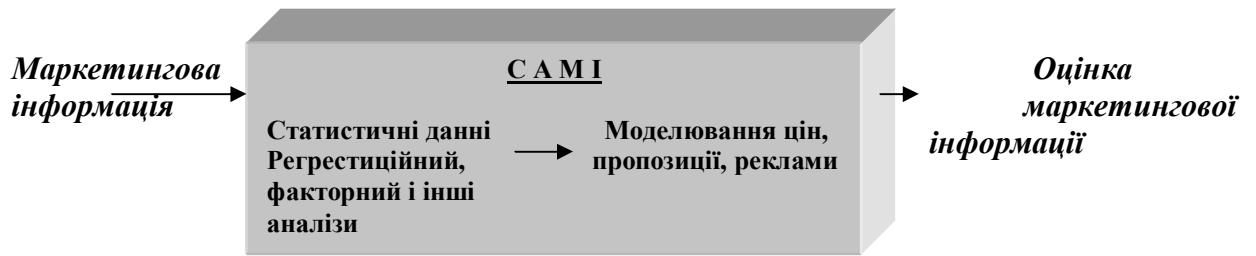 Маркетингова
інформація
С А М І
Статистичні данні
Регрестиційний,
факторний і інші
аналізи
Моделювання цін,
пропозиції, реклами
Оцінка
маркетингової
інформації